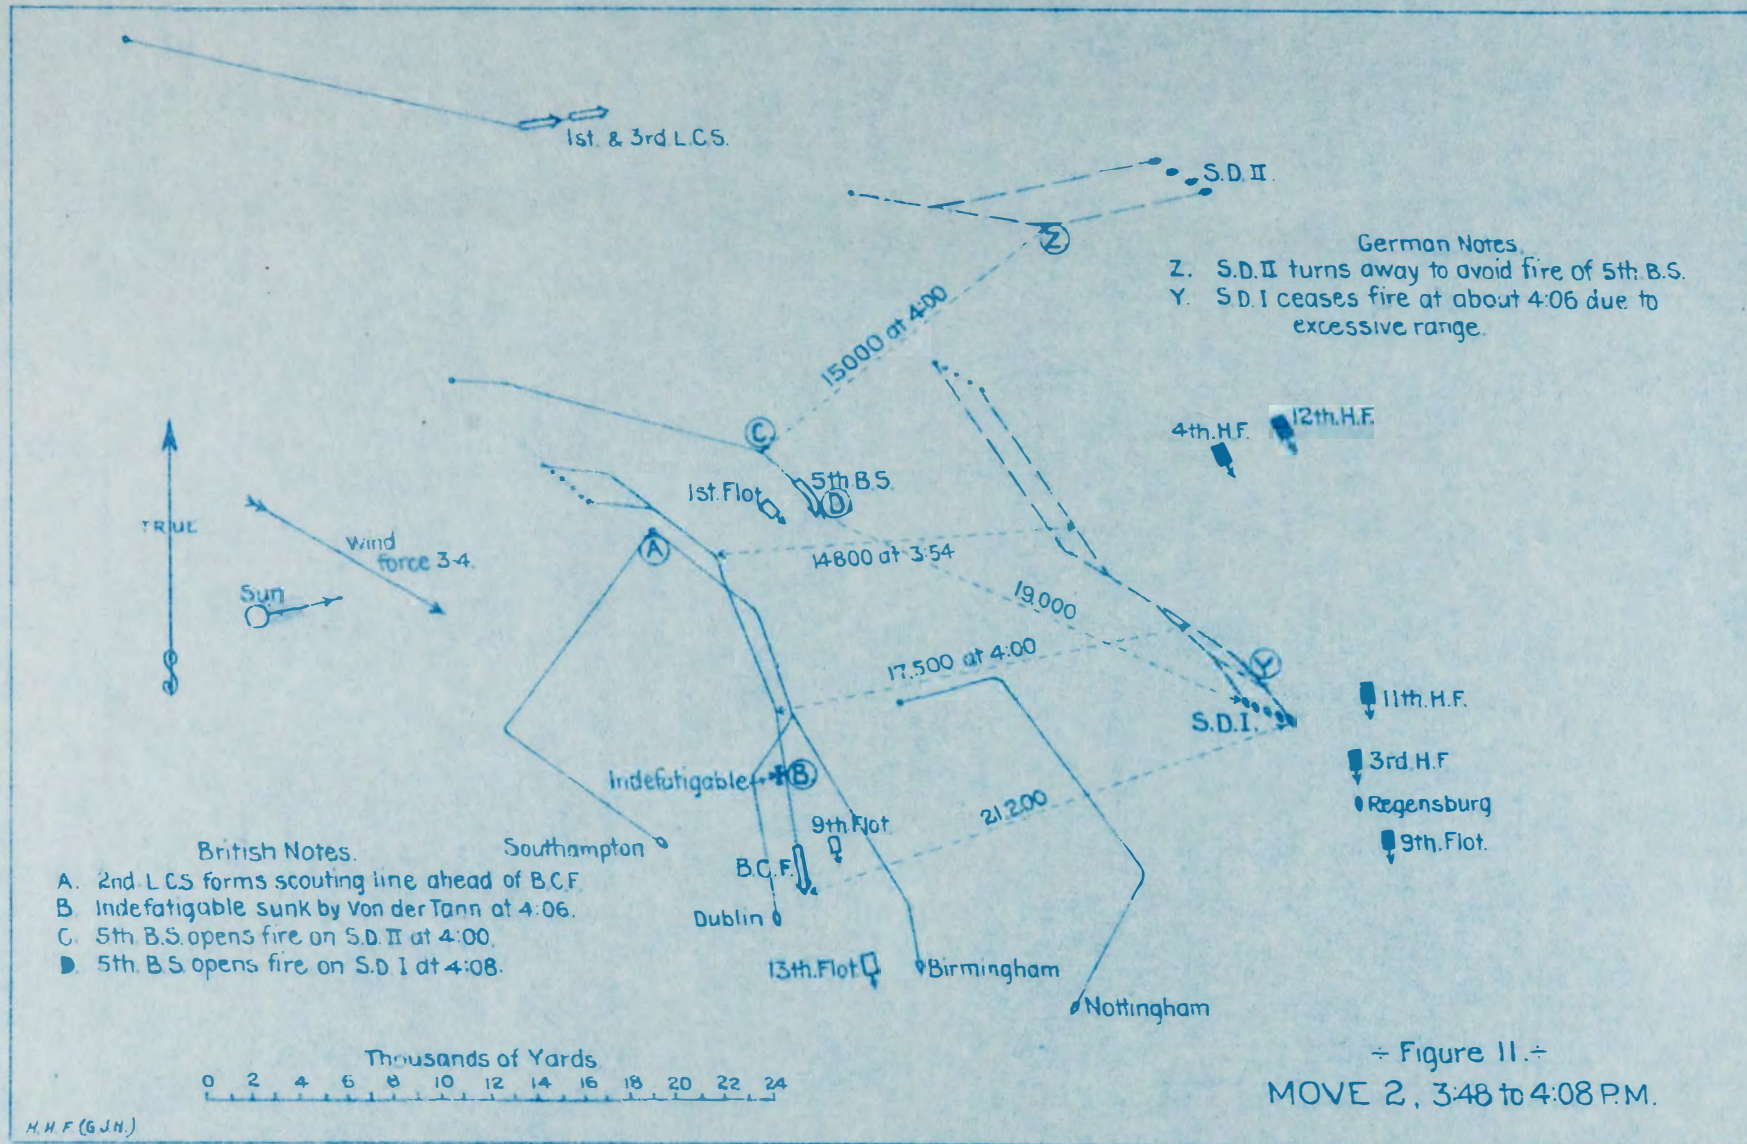 1st. & 3rd L.C.S.
S.D. II.
Z
German Notes.
Z. S.D. II turns away to avoid fire of 5th. B.S.
Y. S.D. I ceases fire at about 4:06 due to
excessive range.
15000 at 4:00
C
4th. H.F.
12th. H.F.
1st. Flot.
5th B.S.
D
TRUE
Wind
force 3-4.
A
14800 at 3:54
Sun
19,000
17,500 at 4:00
Y
11th. H.F.
S.D. I.
3rd. H.F
Indefatigable
B
21,200
Regensburg
9th Flot.
9th. Flot.
Southampton
B.C.F.
Dublin
13th. Flot.
Birmingham
Nottingham
British Notes.
A. 2nd. L.C.S forms scouting line ahead of B.C.F.
B. Indefatigable sunk by Von der Tann at 4:06.
C. 5th B.S. opens fire on S.D. II at 4:00.
D. 5th. B.S. opens fire on S.D. I at 4:08.
Thousands of Yards.
0 2 4 6 8 10 12 14 16 18 20 22 24
÷ Figure 11. ÷
MOVE 2, 3:48 to 4:08 P.M.
H.H.F (G.J.H.)